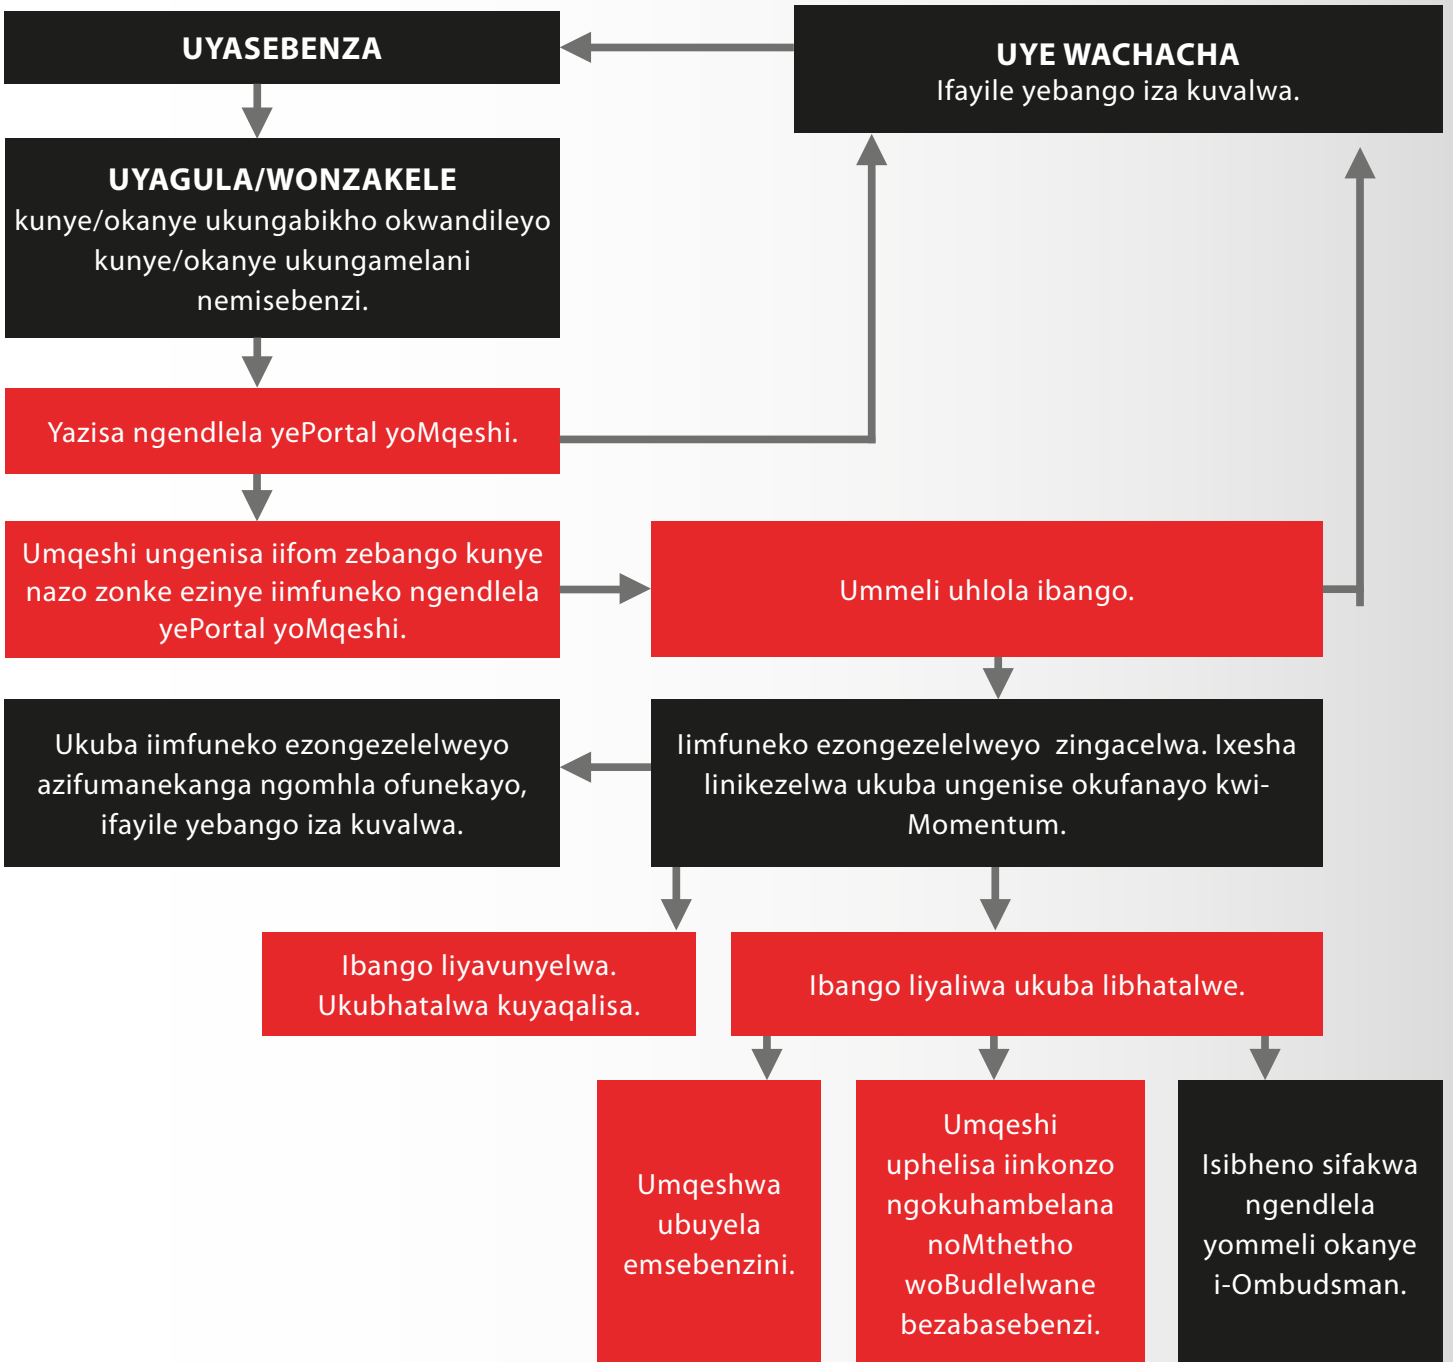 UYASEBENZA
UYE WACHACHA
Ifayile yebango iza kuvalwa.
UYAGULA/WONZAKELE
kunye/okanye ukungabikho okwandileyo
kunye/okanye ukungamelani
nemisebenzi.
Yazisa ngendlela yePortal yoMqeshi.
Umqeshi ungenisa iifom zebango kunye
nazo zonke ezinye iimfuneko ngendlela
yePortal yoMqeshi.
Ummeli uhlola ibango.
Ukuba iimfuneko ezongezelelweyo
azifumanekanga ngomhla ofunekayo,
ifayile yebango iza kuvalwa.
Iimfuneko ezongezelelweyo zingacelwa. Ixesha
linikezelwa ukuba ungenise okufanayo kwi-
Momentum.
Ibango liyavunyelwa.
Ukubhatalwa kuyaqalisa.
Ibango liyaliwa ukuba libhatalwe.
Umqeshwa
ubuyela
emsebenzini.
Umqeshi
uphelisa iinkonzo
ngokuhambelana
noMthetho
woBudlelwane
bezabasebenzi.
Isibheno sifakwa
ngendlela
yommeli okanye
i-Ombudsman.